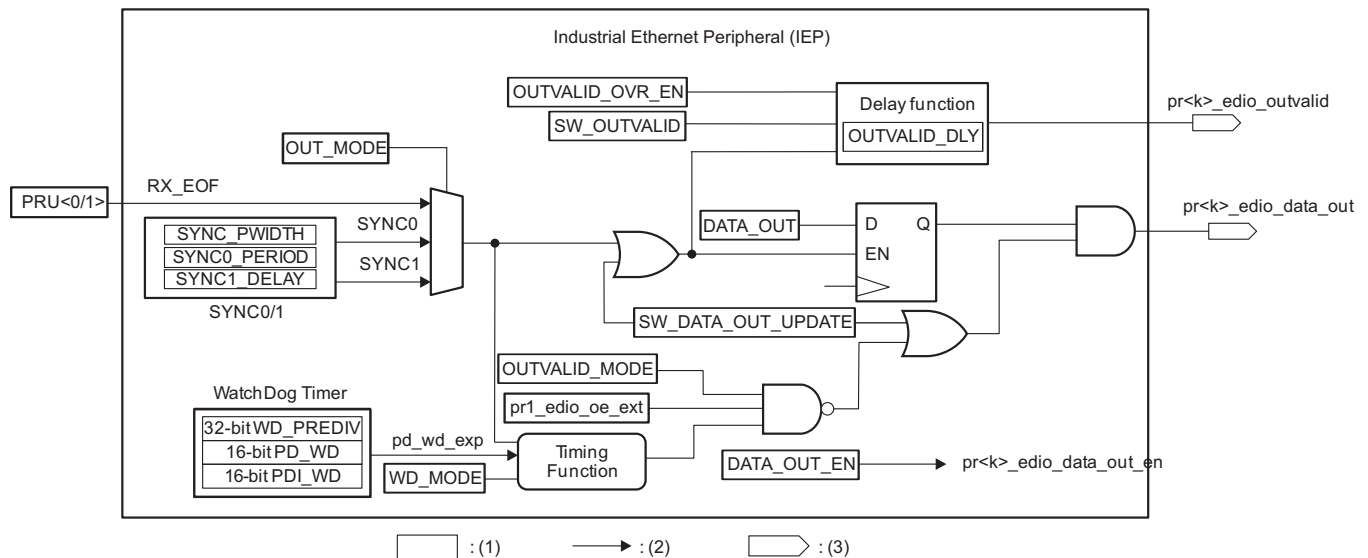 Industrial Ethernet Peripheral (IEP)
OUTVALID_OVR_EN
Delay function
pr<k>_edio_outvalid
SW_OUTVALID
OUTVALID_DLY
OUT_MODE
RX_EOF
PRU<0/1>
SYNC0
pr<k>_edio_data_out
SYNC_PWIDTH
DATA_OUT
D
Q
SYNC0_PERIOD
SYNC1
EN
SYNC1_DELAY
SYNC0/1
SW_DATA_OUT_UPDATE
OUTVALID_MODE
WatchDog Timer
pr1_edio_oe_ext
32-bit WD_PREDIV
pd_wd_exp
16-bit PD_WD
Timing
Function
DATA_OUT_EN
pr<k>_edio_data_out_en
16-bit PDI_WD
WD_MODE
: (1)
: (2)
: (3)